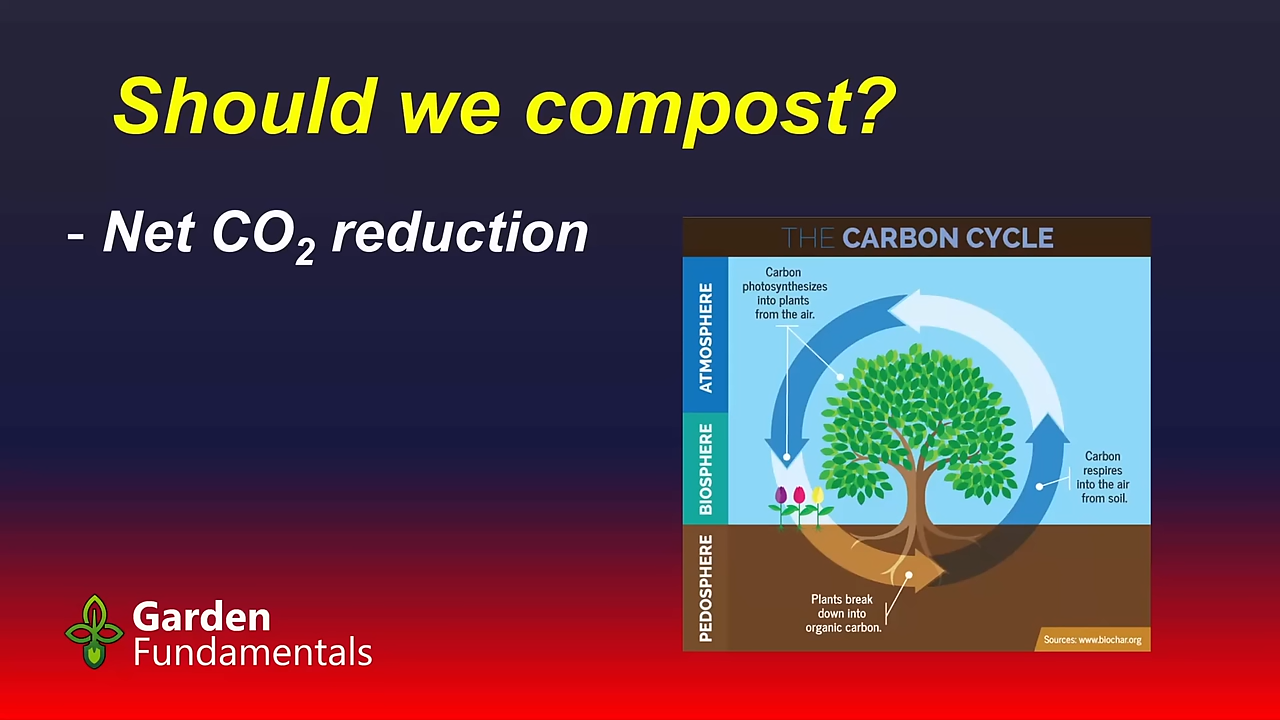 Should we compost?
- Net CO₂ reduction
THE CARBON CYCLE
ATMOSPHERE
Carbon
photosynthesizes
into plants
from the air.
BIOSPHERE
Carbon
respires
into the air
from soil.
PEDOSPHERE
Plants break
down into
organic carbon.
Sources: www.biochar.org
Garden
Fundamentals